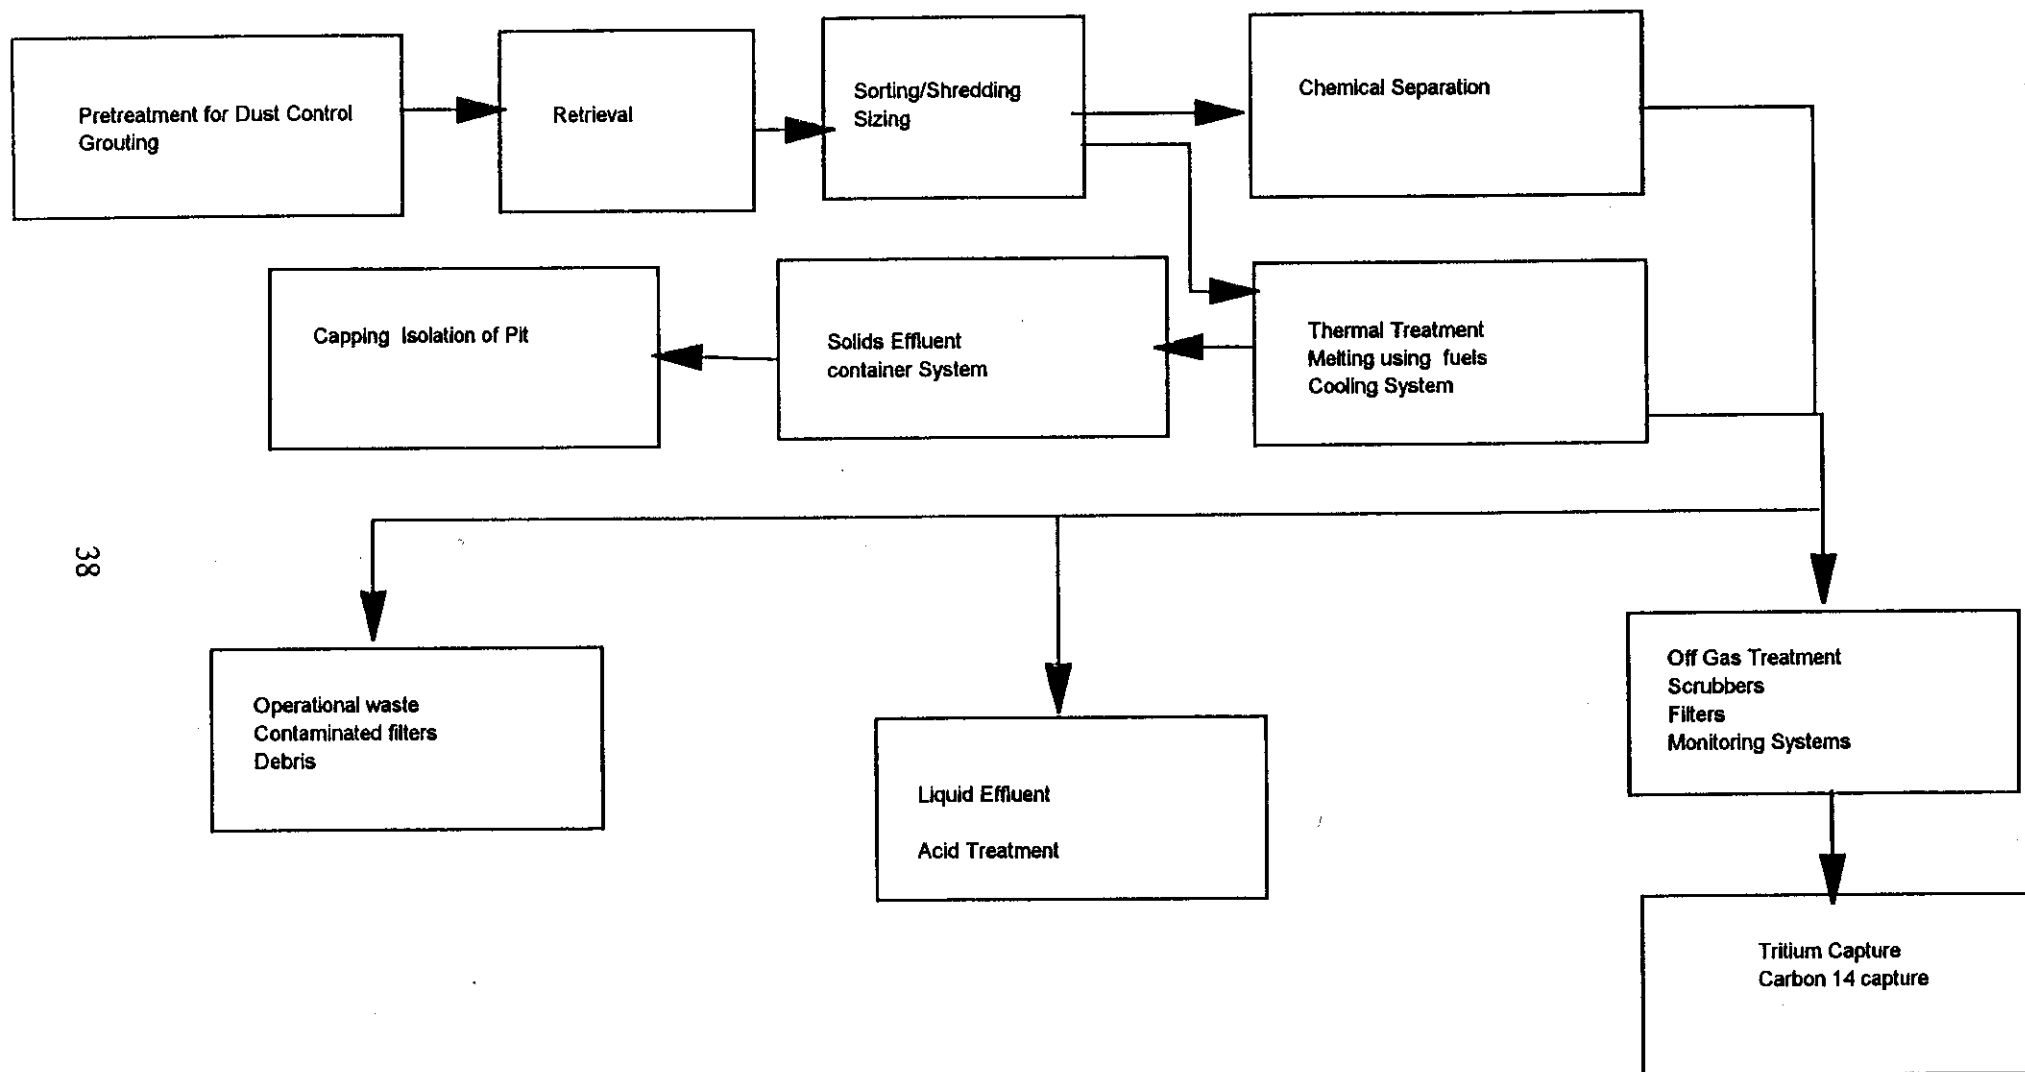 Pretreatment for Dust Control
Grouting
Retrieval
Sorting/Shredding
Sizing
Chemical Separation
Capping Isolation of Pit
Solids Effluent
container System
Thermal Treatment
Melting using fuels
Cooling System
38
Operational waste
Contaminated filters
Debris
Liquid Effluent
Acid Treatment
Off Gas Treatment
Scrubbers
Filters
Monitoring Systems
Tritium Capture
Carbon 14 capture